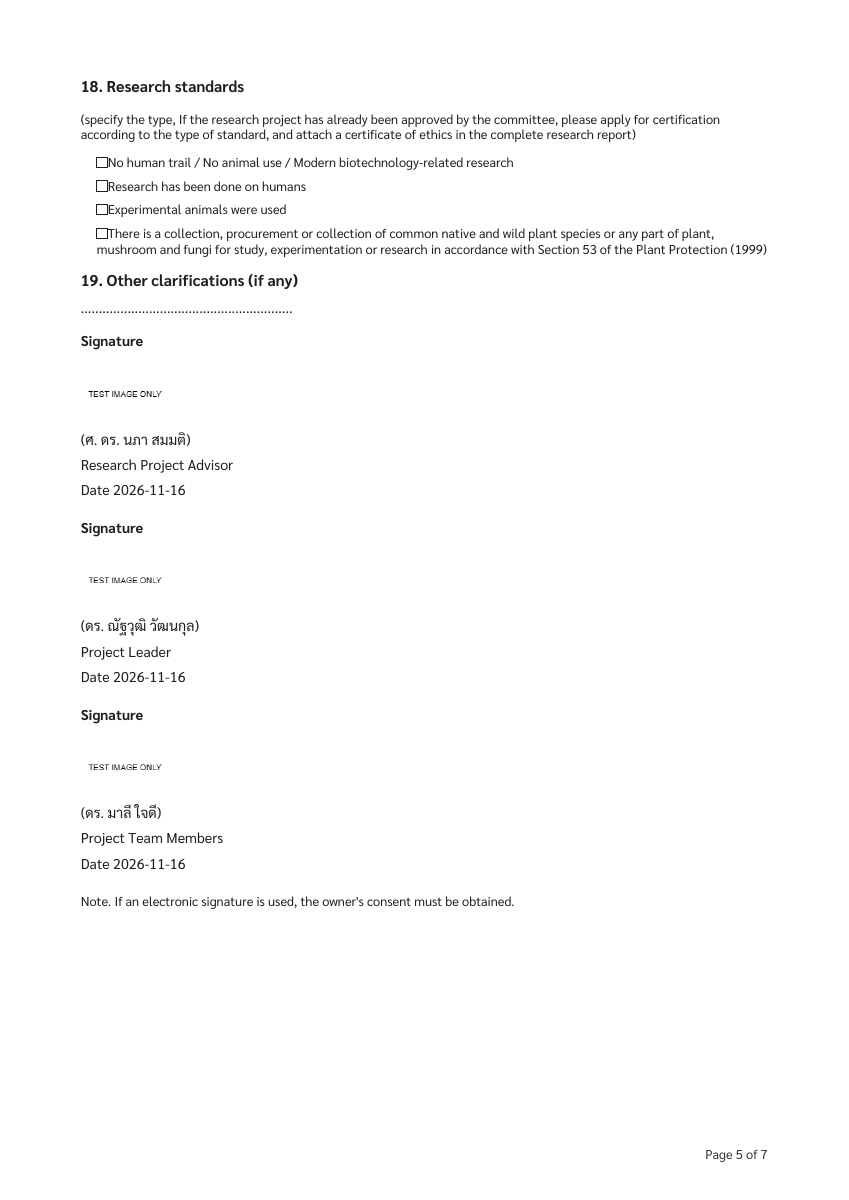 18. Research standards
(specify the type, If the research project has already been approved by the committee, please apply for certification
according to the type of standard, and attach a certificate of ethics in the complete research report)
☐No human trail / No animal use / Modern biotechnology-related research
☐Research has been done on humans
☐Experimental animals were used
☐There is a collection, procurement or collection of common native and wild plant species or any part of plant,
mushroom and fungi for study, experimentation or research in accordance with Section 53 of the Plant Protection (1999)
19. Other clarifications (if any)
...........................................................
Signature
TEST IMAGE ONLY
(ศ. ดร. นภา สมมติ)
Research Project Advisor
Date 2026-11-16
Signature
TEST IMAGE ONLY
(ดร. ณัฐวุฒิ วัฒนกุล)
Project Leader
Date 2026-11-16
Signature
TEST IMAGE ONLY
(ดร. มาลี ใจดี)
Project Team Members
Date 2026-11-16
Note. If an electronic signature is used, the owner's consent must be obtained.
Page 5 of 7